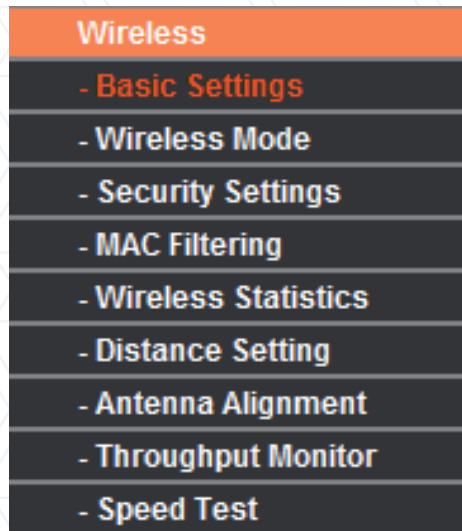 Wireless
- Basic Settings
- Wireless Mode
- Security Settings
- MAC Filtering
- Wireless Statistics
- Distance Setting
- Antenna Alignment
- Throughput Monitor
- Speed Test